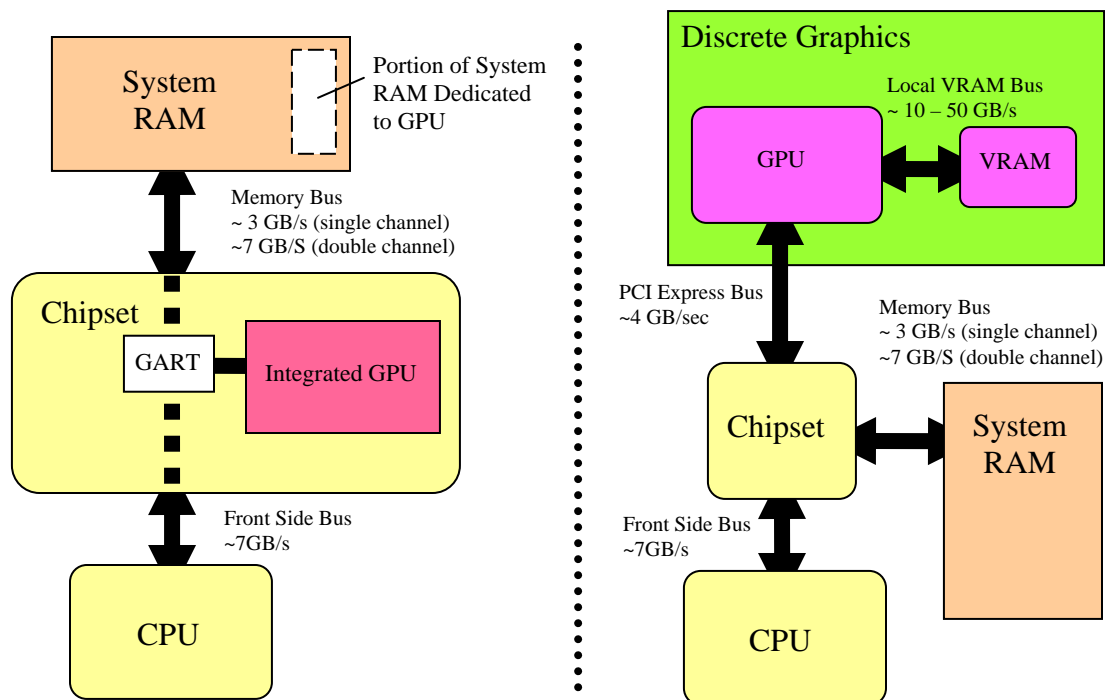 System
RAM
Portion of System
RAM Dedicated
to GPU
Memory Bus
~ 3 GB/s (single channel)
~7 GB/S (double channel)
Chipset
GART
Integrated GPU
Front Side Bus
~7GB/s
CPU
Discrete Graphics
Local VRAM Bus
~ 10 – 50 GB/s
GPU
VRAM
PCI Express Bus
~4 GB/sec
Memory Bus
~ 3 GB/s (single channel)
~7 GB/S (double channel)
Chipset
System
RAM
Front Side Bus
~7GB/s
CPU